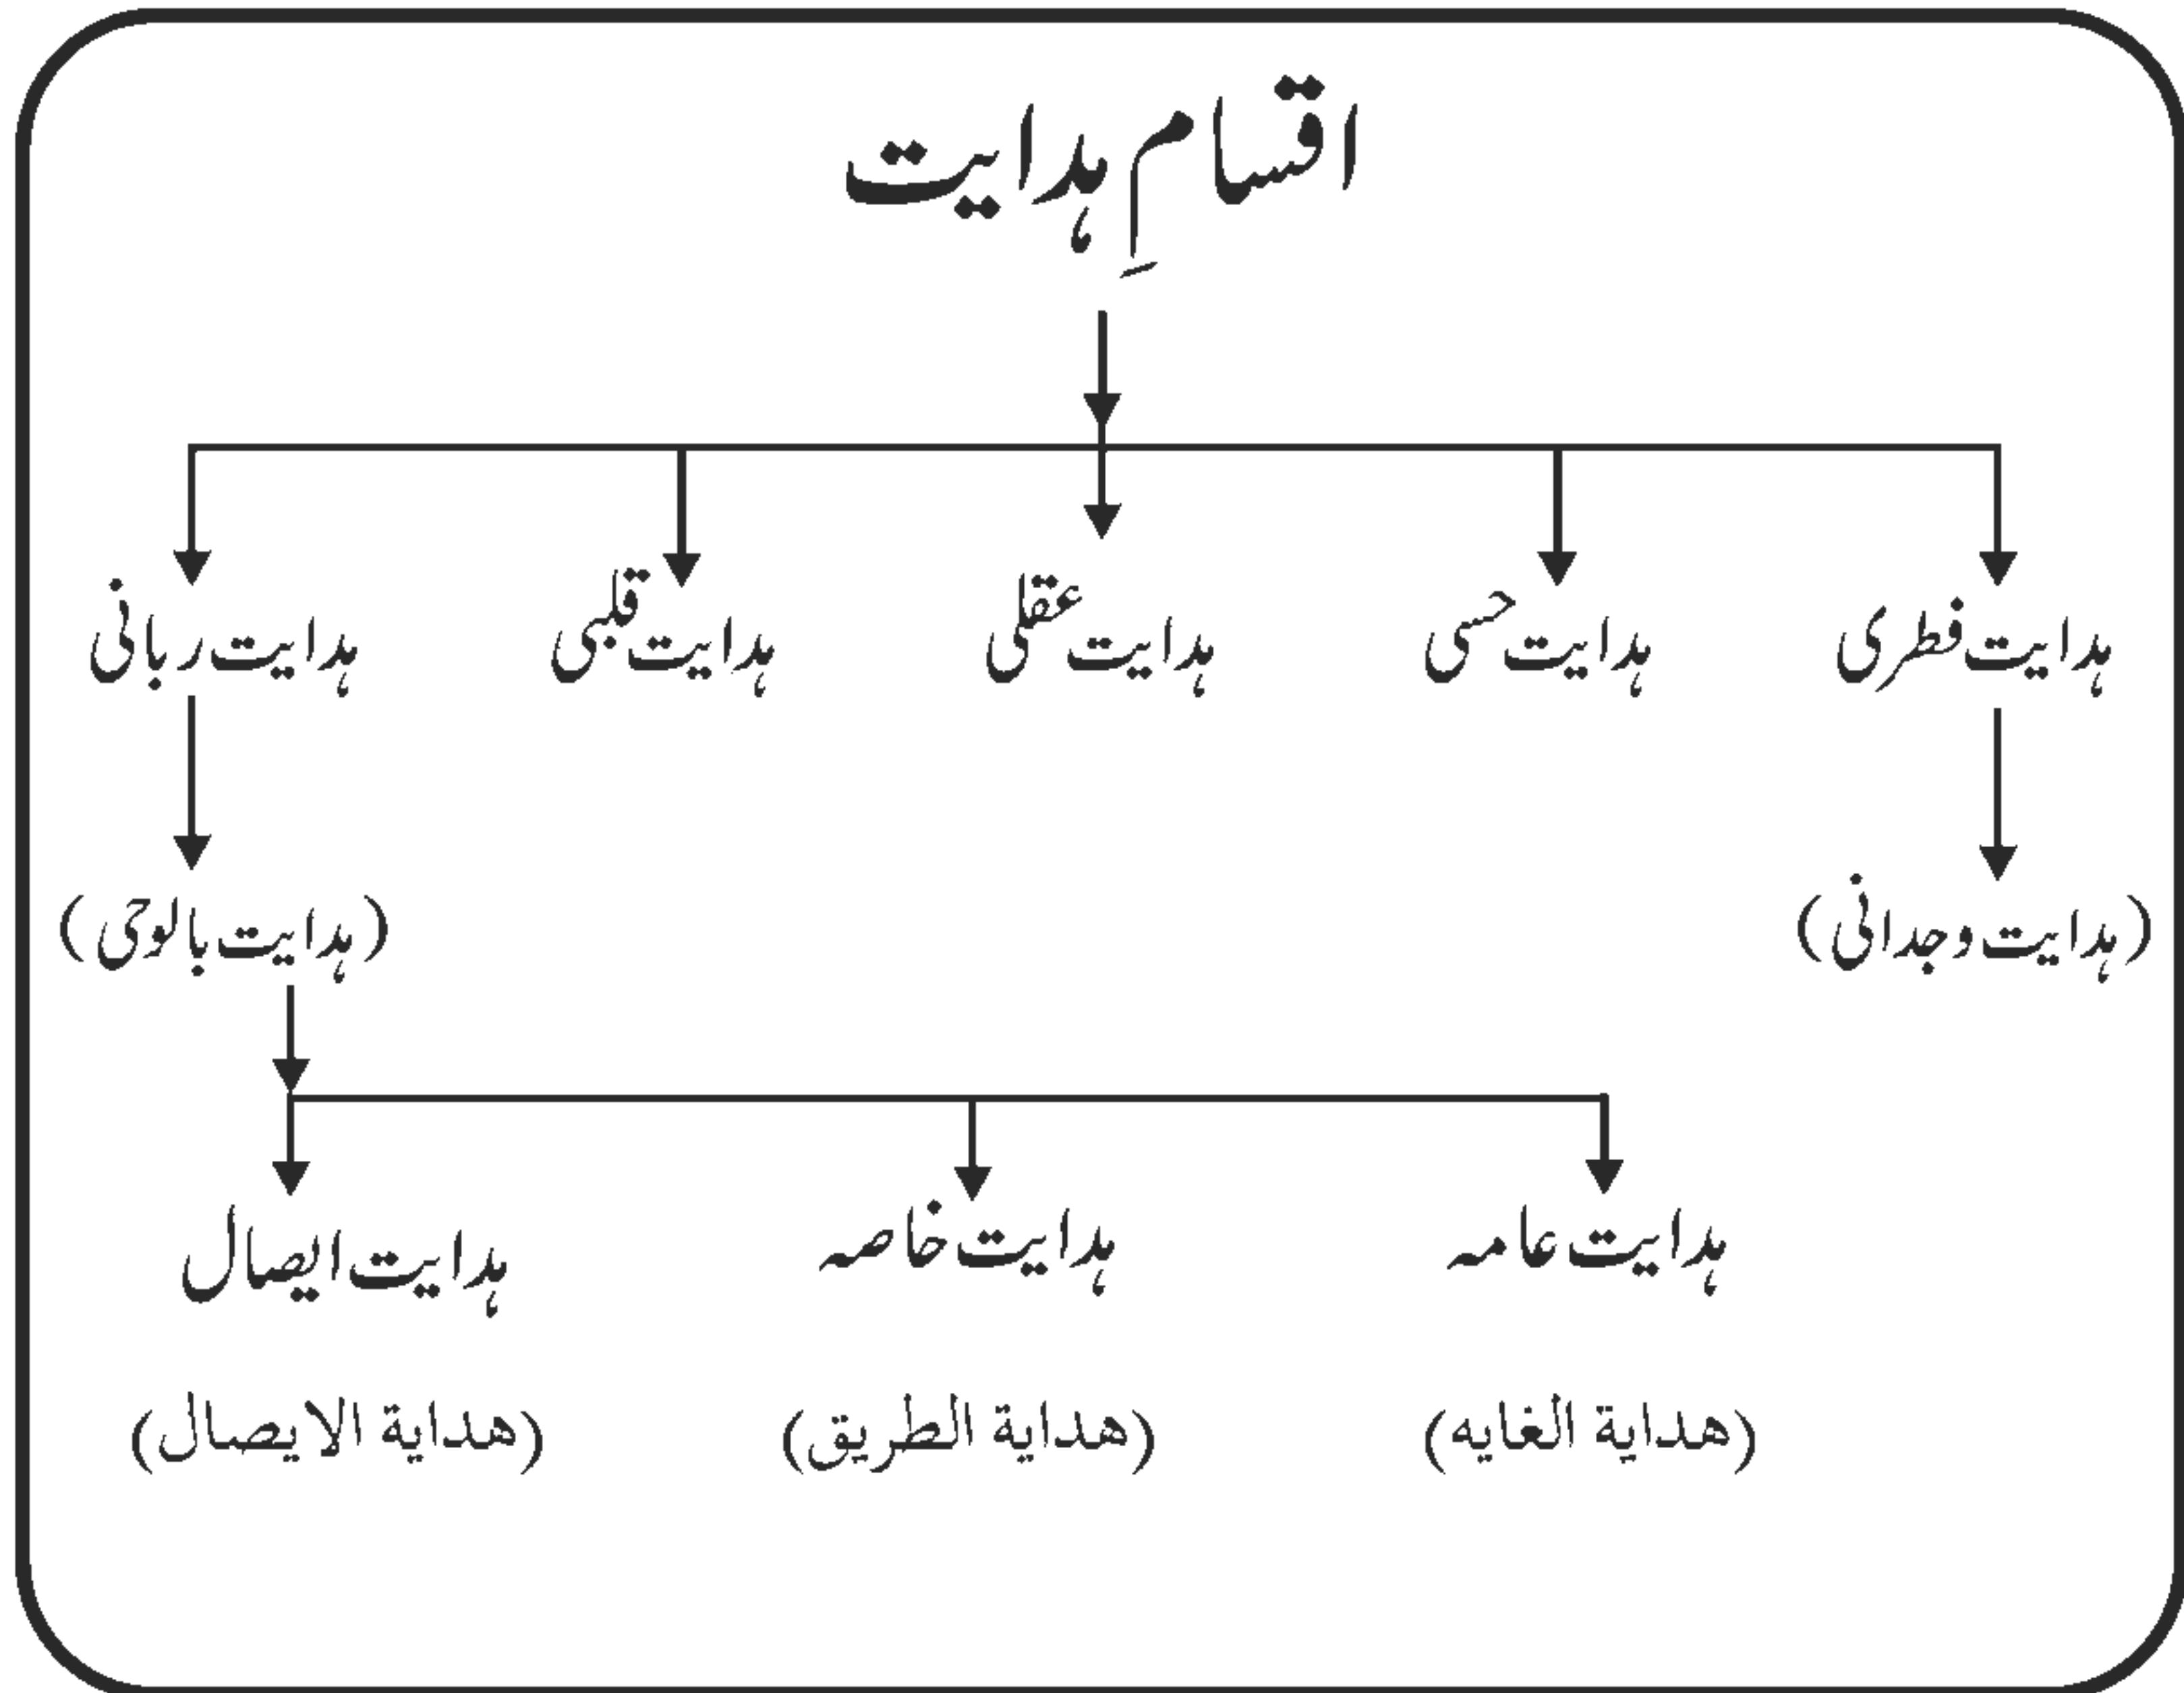 اقسامِ ہدایت
ہدایت فطری ہدایت حسی ہدایت عقلی ہدایت قلبی ہدایت ربانی
(ہدایت وجدانی) (ہدایت بالوحی)
ہدایت عامہ ہدایت خاصہ ہدایت ایصال
(هداية الغايه) (هداية الطريق) (هداية الايصال)